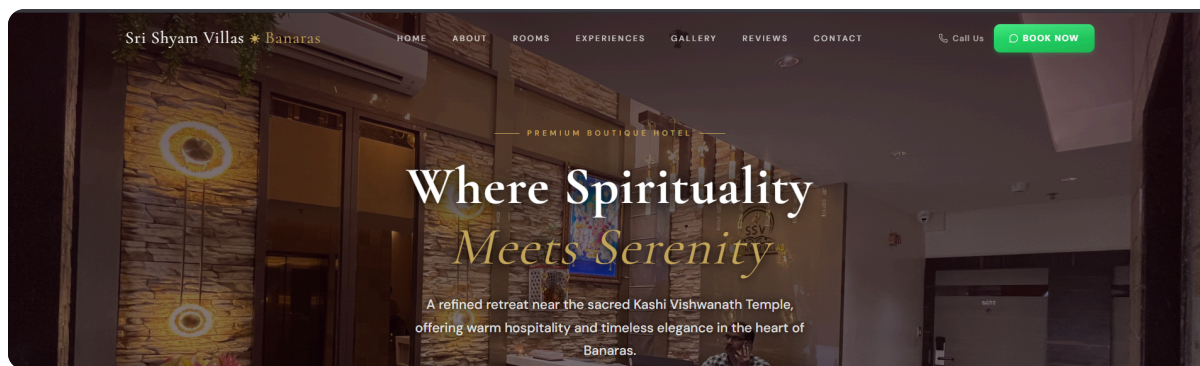 Sri Shyam Villas ✷ Banaras
HOME ABOUT ROOMS EXPERIENCES GALLERY REVIEWS CONTACT
Call Us
BOOK NOW
PREMIUM BOUTIQUE HOTEL
Where Spirituality
Meets Serenity
SSV
A refined retreat near the sacred Kashi Vishwanath Temple,
offering warm hospitality and timeless elegance in the heart of
Banaras.